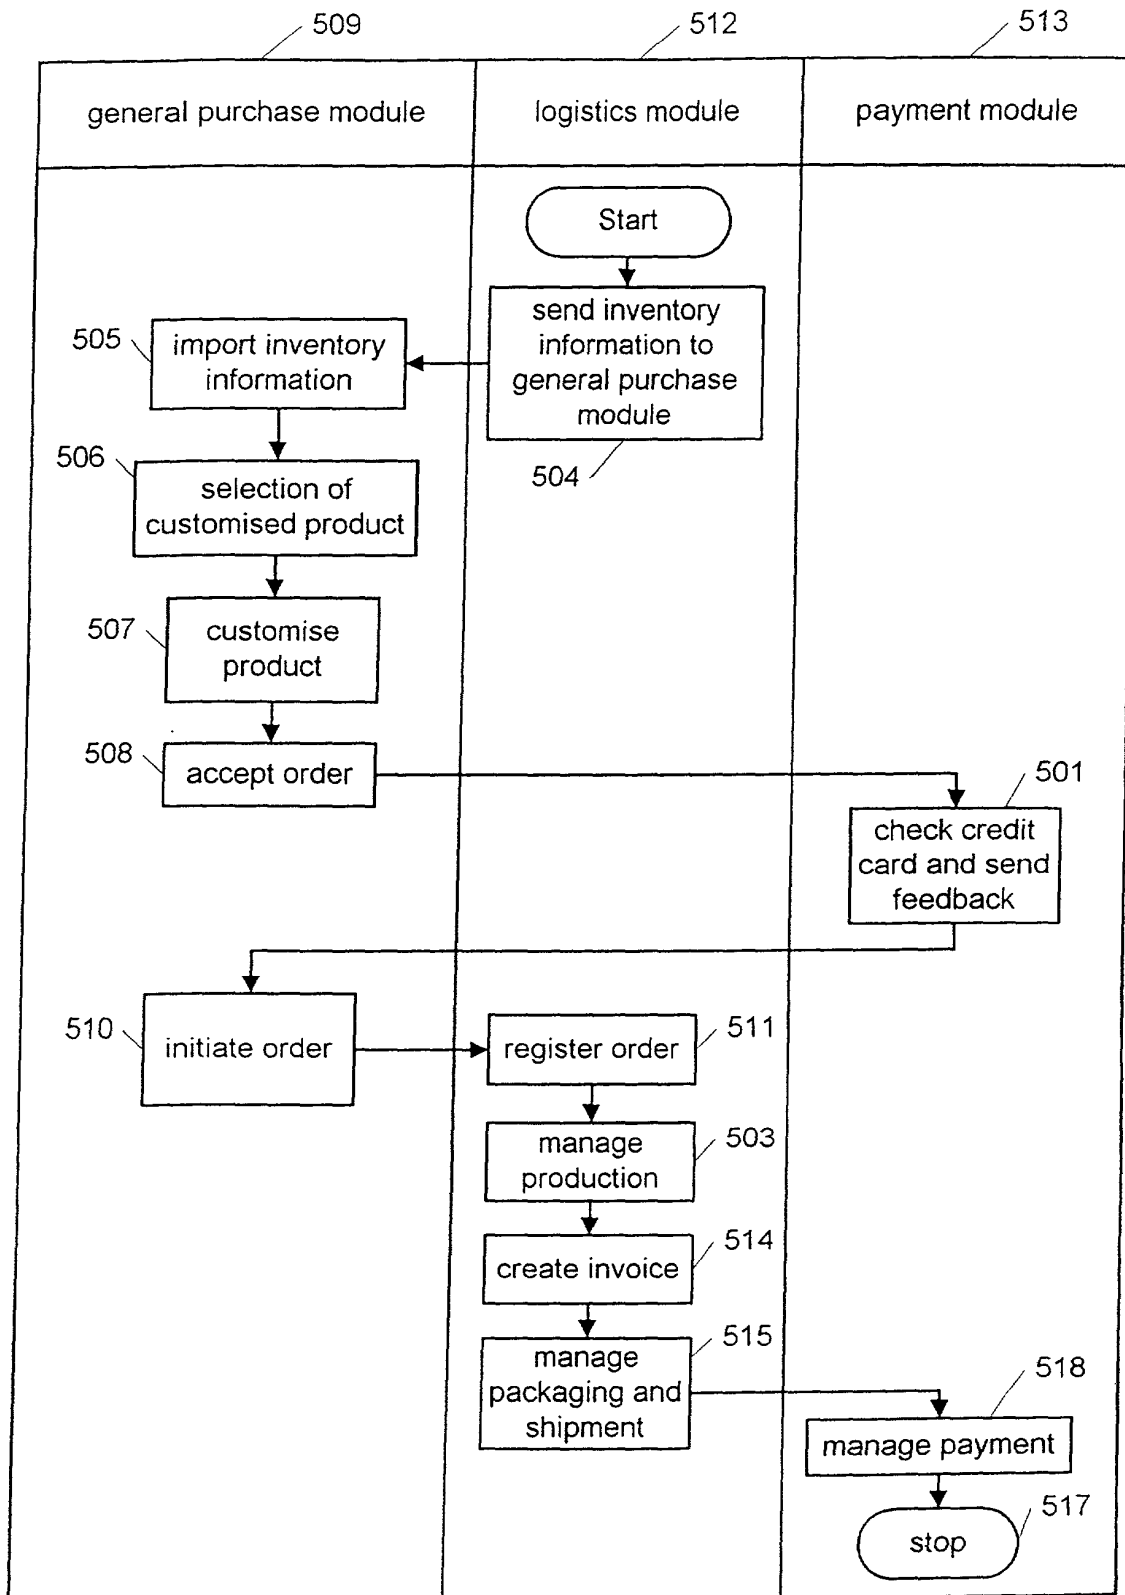 509
512
513
general purchase module
logistics module
payment module
Start
send inventory
information to
general purchase
module
504
505
import inventory
information
506
selection of
customised product
507
customise
product
508
accept order
501
check credit
card and send
feedback
510
initiate order
register order
511
manage
production
503
create invoice
514
manage
packaging and
shipment
515
518
manage payment
stop
517